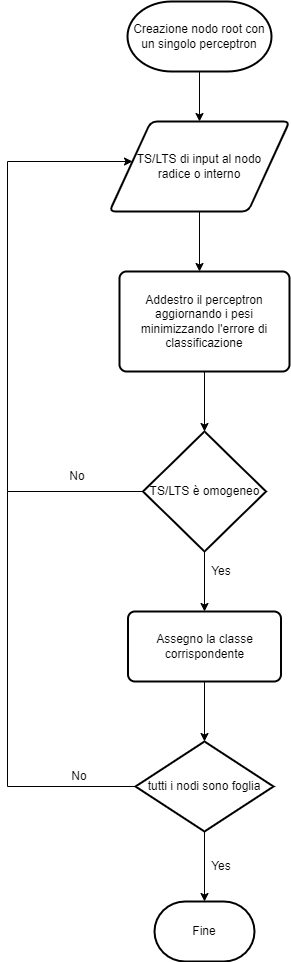 Creazione nodo root con
un singolo perceptron
TS/LTS di input al nodo
radice o interno
Addestro il perceptron
aggiornando i pesi
minimizzando l'errore di
classificazione
No
TS/LTS è omogeneo
Yes
Assegno la classe
corrispondente
No
tutti i nodi sono foglia
Yes
Fine